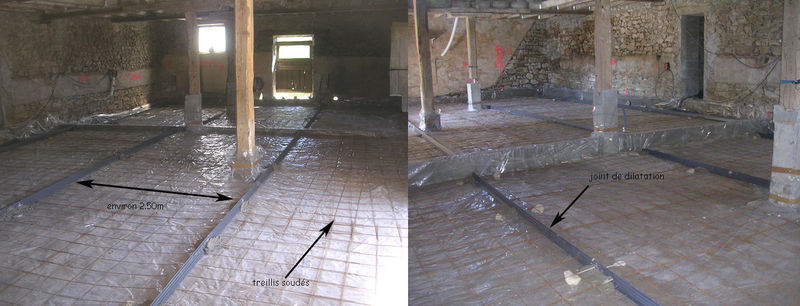 environ 2.50m
treillis soudés
joint de dilatation